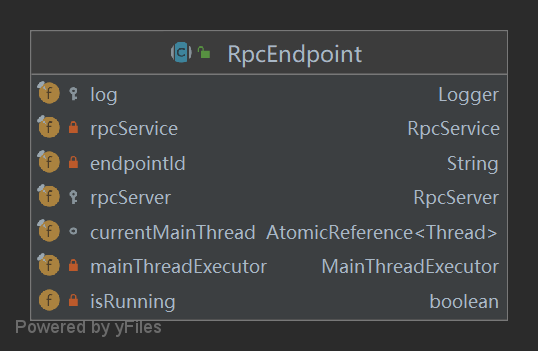 RpcEndpoint
log Logger
rpcService RpcService
endpointId String
rpcServer RpcServer
currentMainThread AtomicReference<Thread>
mainThreadExecutor MainThreadExecutor
isRunning boolean
Powered by yFiles